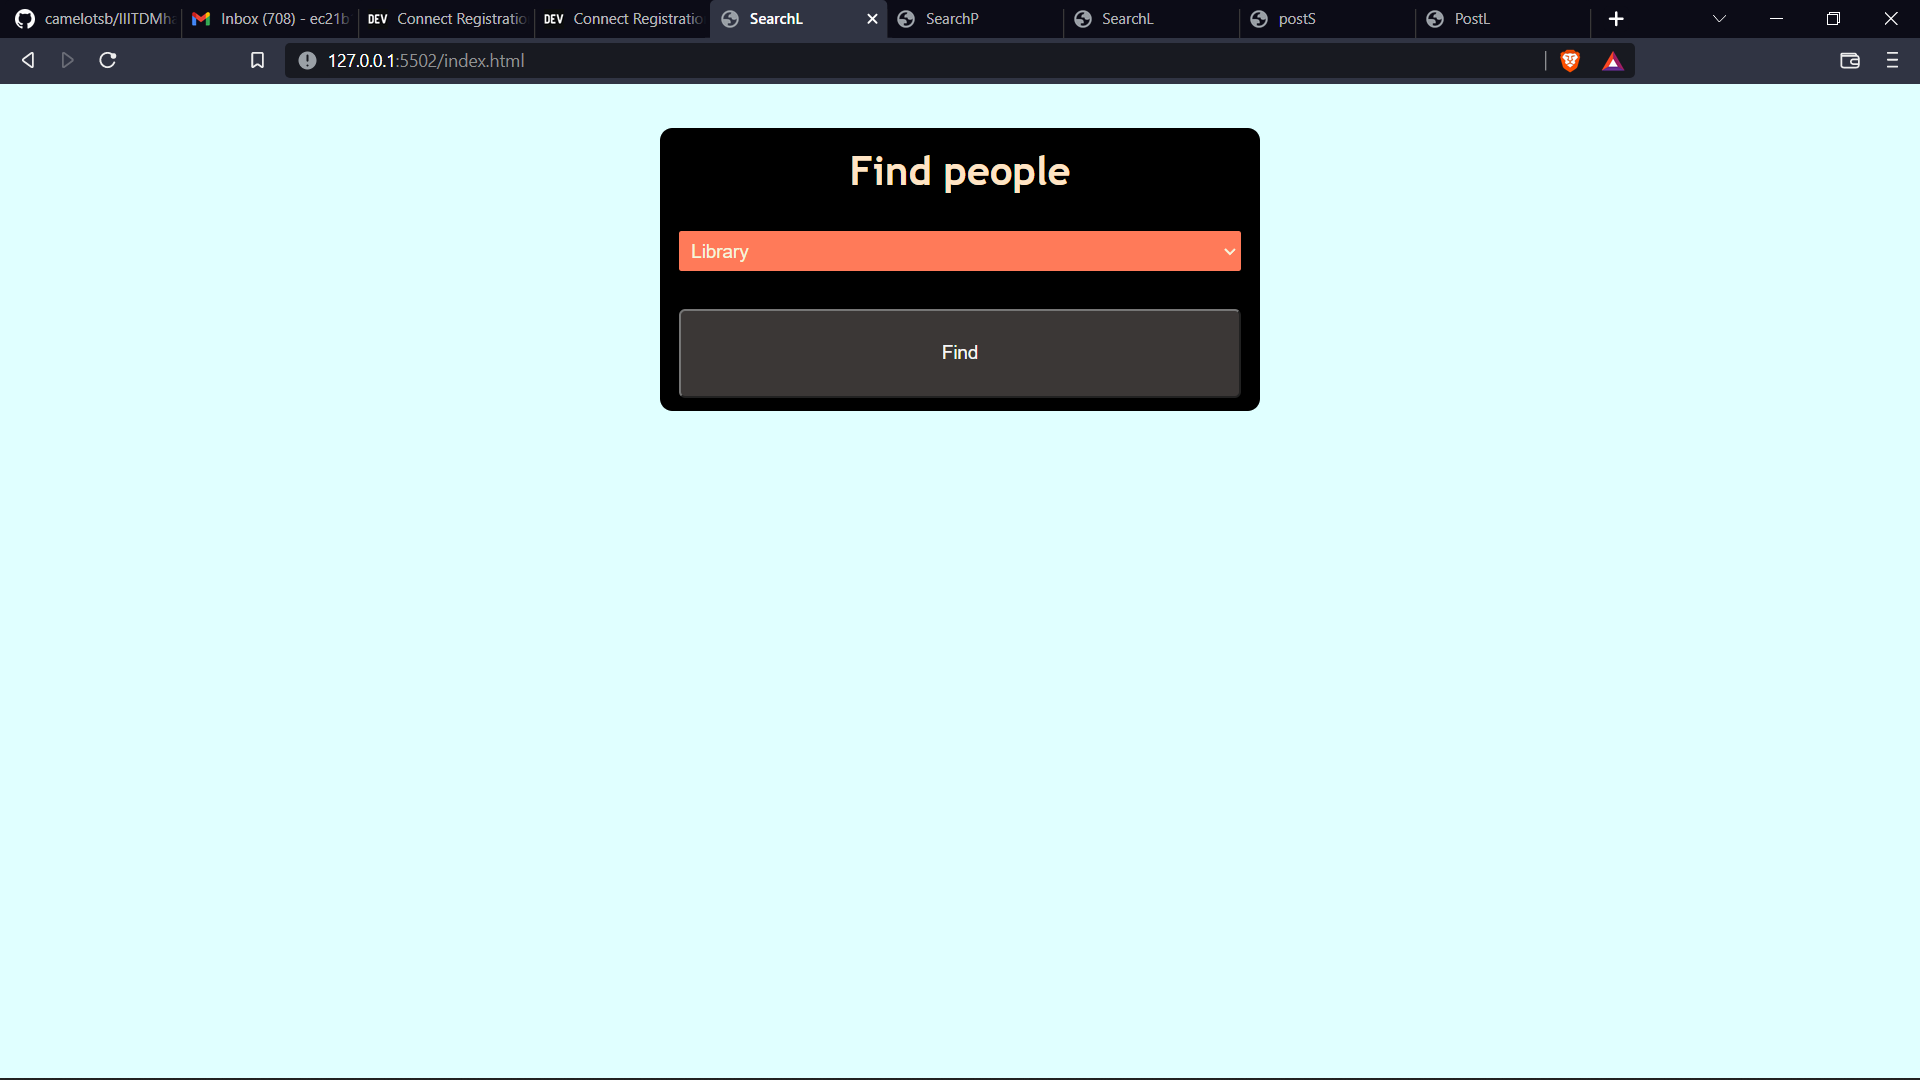 camelotsb/IIITDMh
Inbox (708) - ec21b
DEV Connect Registratio
DEV Connect Registratio
SearchL
SearchP
SearchL
postS
PostL
127.0.0.1:5502/index.html
Find people
Library
Find